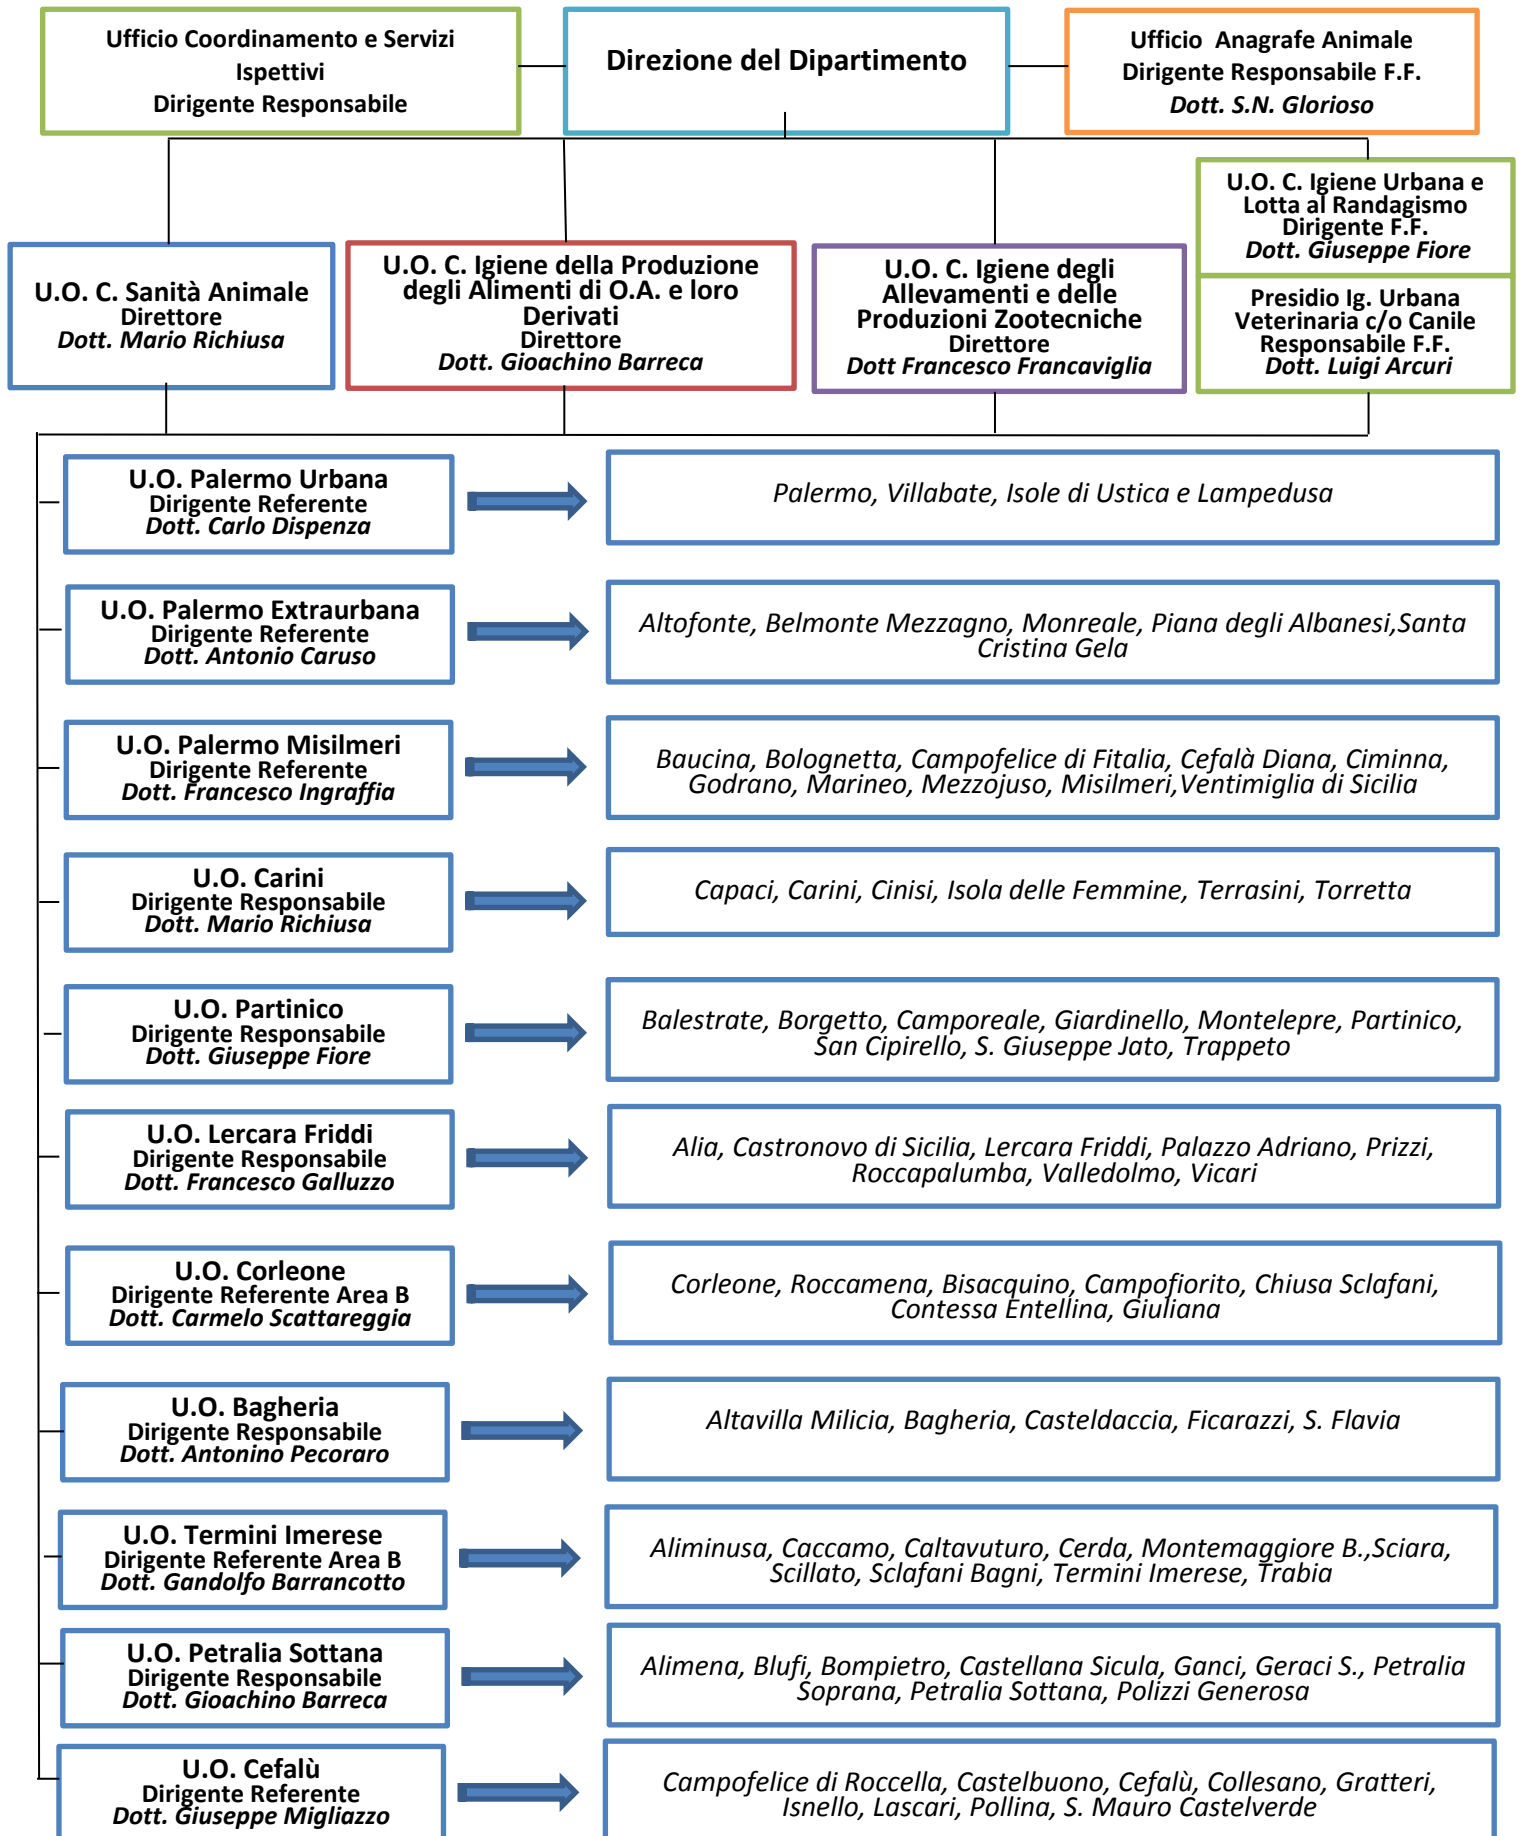 Ufficio Coordinamento e Servizi
Ispettivi
Dirigente Responsabile
Direzione del Dipartimento
Ufficio  Anagrafe Animale
Dirigente Responsabile F.F.
Dott. S.N. Glorioso
U.O. C. Sanità Animale
Direttore
Dott. Mario Richiusa
U.O. C. Igiene della Produzione
degli Alimenti di O.A. e loro
Derivati
Direttore
Dott. Gioachino Barreca
U.O. C. Igiene degli
Allevamenti e delle
Produzioni Zootecniche
Direttore
Dott Francesco Francaviglia
U.O. C. Igiene Urbana e
Lotta al Randagismo
Dirigente F.F.
Dott. Giuseppe Fiore
Presidio Ig. Urbana
Veterinaria c/o Canile
Responsabile F.F.
Dott. Luigi Arcuri
U.O. Palermo Urbana
Dirigente Referente
Dott. Carlo Dispenza
Palermo, Villabate, Isole di Ustica e Lampedusa
U.O. Palermo Extraurbana
Dirigente Referente
Dott. Antonio Caruso
Altofonte, Belmonte Mezzagno, Monreale, Piana degli Albanesi,Santa
Cristina Gela
U.O. Palermo Misilmeri
Dirigente Referente
Dott. Francesco Ingraffia
Baucina, Bolognetta, Campofelice di Fitalia, Cefalà Diana, Ciminna,
Godrano, Marineo, Mezzojuso, Misilmeri,Ventimiglia di Sicilia
U.O. Carini
Dirigente Responsabile
Dott. Mario Richiusa
Capaci, Carini, Cinisi, Isola delle Femmine, Terrasini, Torretta
U.O. Partinico
Dirigente Responsabile
Dott. Giuseppe Fiore
Balestrate, Borgetto, Camporeale, Giardinello, Montelepre, Partinico,
San Cipirello, S. Giuseppe Jato, Trappeto
U.O. Lercara Friddi
Dirigente Responsabile
Dott. Francesco Galluzzo
Alia, Castronovo di Sicilia, Lercara Friddi, Palazzo Adriano, Prizzi,
Roccapalumba, Valledolmo, Vicari
U.O. Corleone
Dirigente Referente Area B
Dott. Carmelo Scattareggia
Corleone, Roccamena, Bisacquino, Campofiorito, Chiusa Sclafani,
Contessa Entellina, Giuliana
U.O. Bagheria
Dirigente Responsabile
Dott. Antonino Pecoraro
Altavilla Milicia, Bagheria, Casteldaccia, Ficarazzi, S. Flavia
U.O. Termini Imerese
Dirigente Referente Area B
Dott. Gandolfo Barrancotto
Aliminusa, Caccamo, Caltavuturo, Cerda, Montemaggiore B.,Sciara,
Scillato, Sclafani Bagni, Termini Imerese, Trabia
U.O. Petralia Sottana
Dirigente Responsabile
Dott. Gioachino Barreca
Alimena, Blufi, Bompietro, Castellana Sicula, Ganci, Geraci S., Petralia
Soprana, Petralia Sottana, Polizzi Generosa
U.O. Cefalù
Dirigente Referente
Dott. Giuseppe Migliazzo
Campofelice di Roccella, Castelbuono, Cefalù, Collesano, Gratteri,
Isnello, Lascari, Pollina, S. Mauro Castelverde